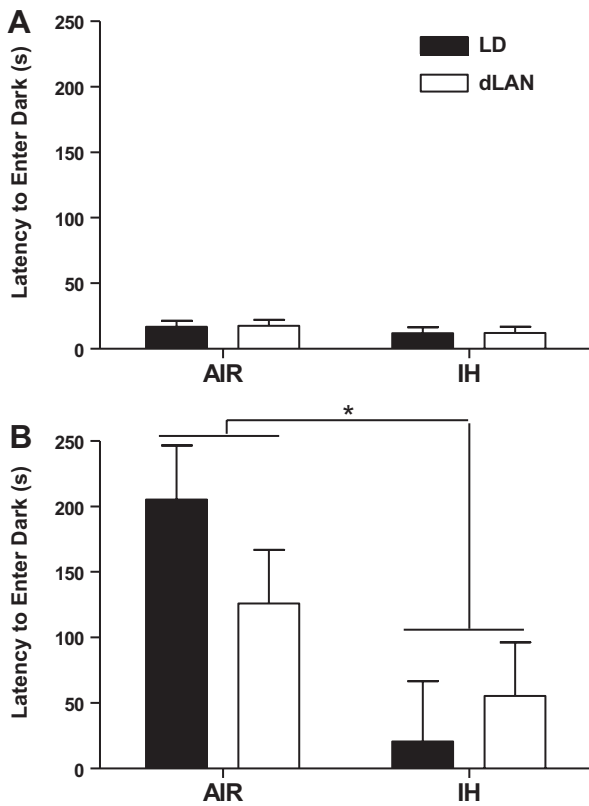 A
Latency to Enter Dark (s)
250
200
150
100
50
0
LD
dLAN
AIR
IH
B
*
Latency to Enter Dark (s)
250
200
150
100
50
0
AIR
IH